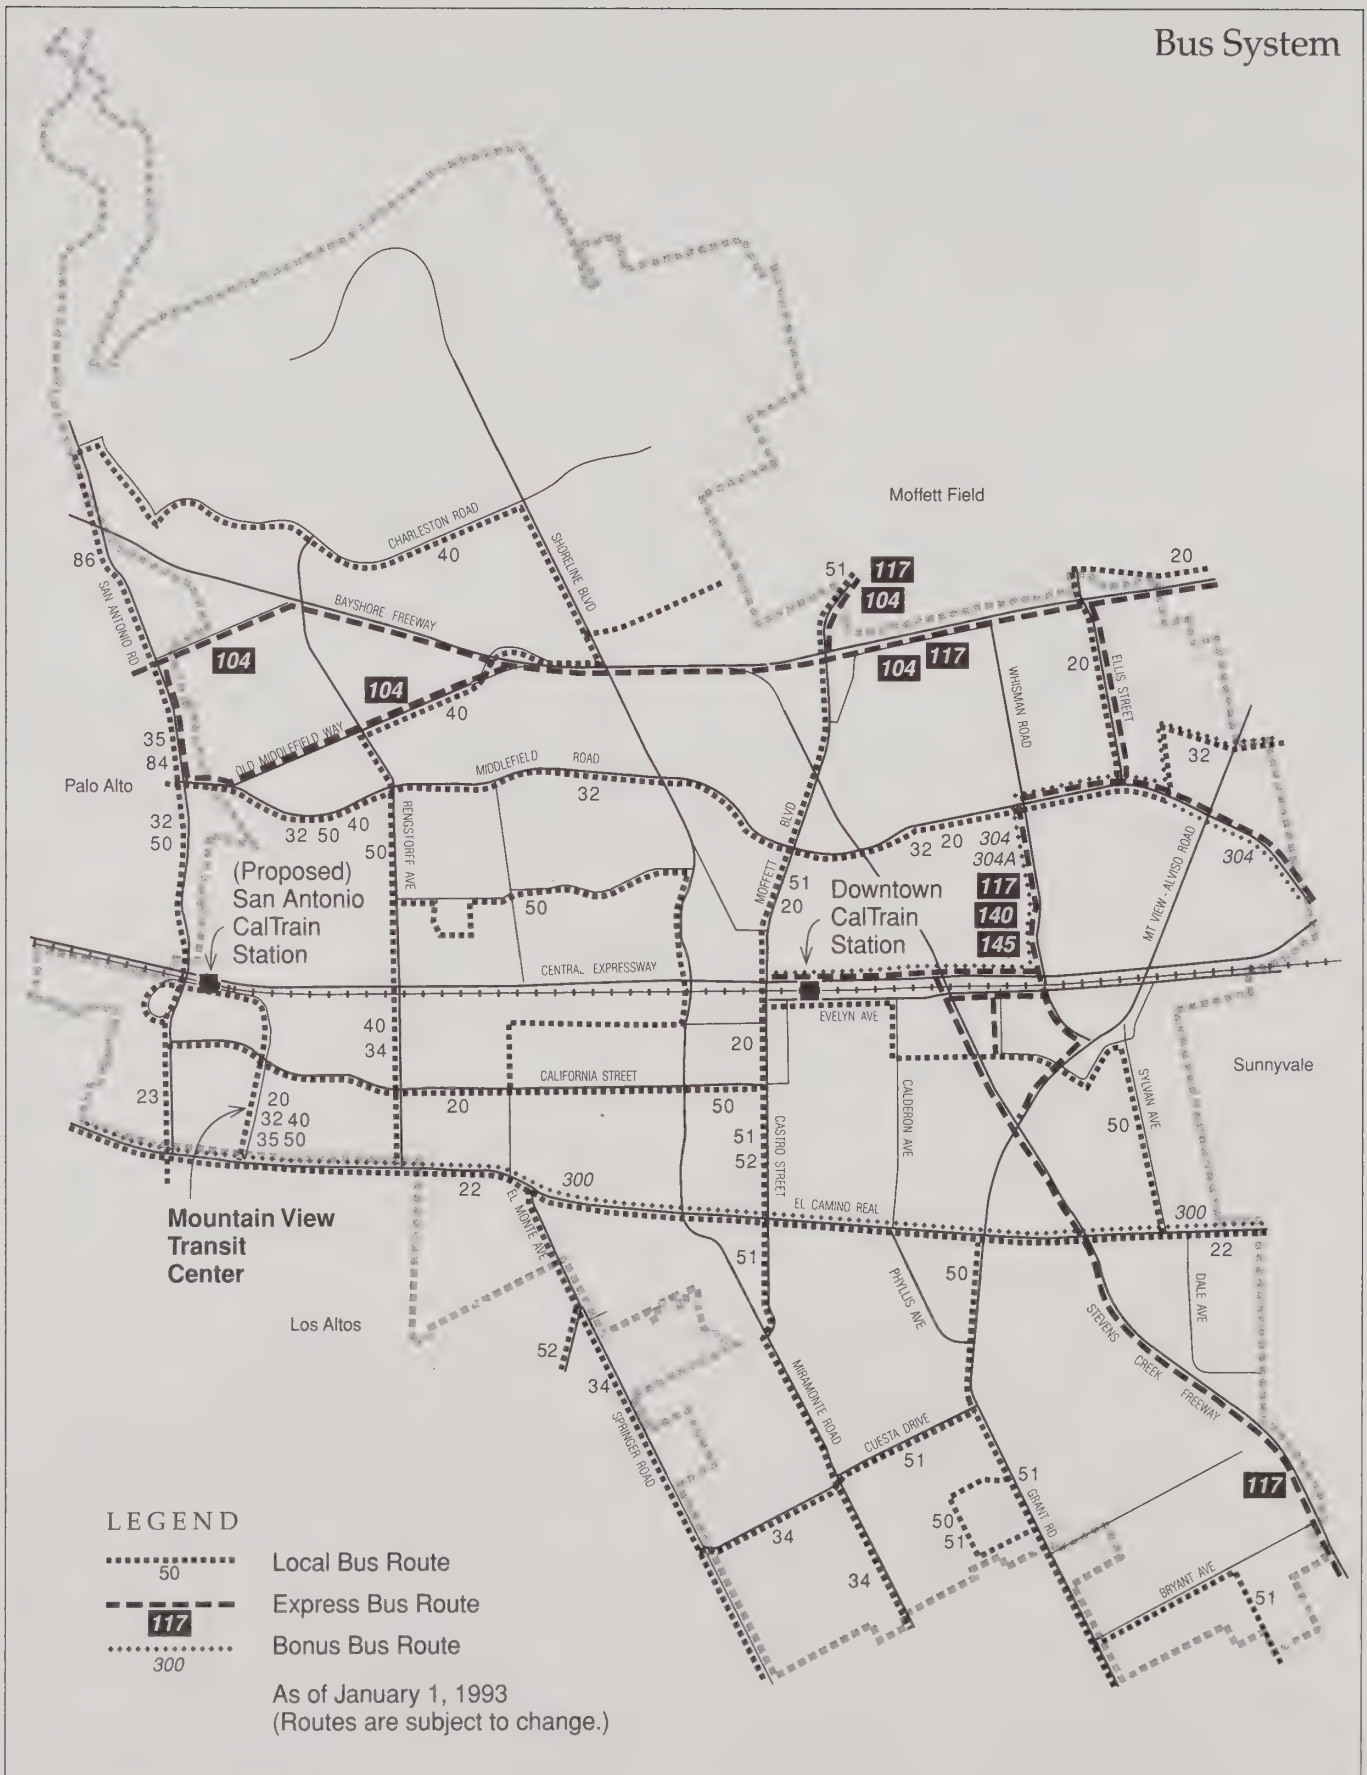 Bus System
Moffett Field
CHARLESTON ROAD
40
SHORELINE BLVD
86
SAN ANTONIO RD
BAYSHORE FREEWAY
51
117
104
20
104
104
40
104
117
WHISMAN ROAD
20
ELLIS STREET
32
35
84
OLD MIDDLEFIELD WAY
MIDDLEFIELD ROAD
32
Palo Alto
32
50
32 50 40
50
RENGSTORFF AVE
MOFFETT BLVD
32 20
304
304A
117
140
145
304
MT VIEW - ALVISO ROAD
(Proposed)
San Antonio
CalTrain
Station
50
51
20
Downtown
CalTrain
Station
CENTRAL EXPRESSWAY
EVELYN AVE
40
34
20
CALIFORNIA STREET
Sunnyvale
23
20
32 40
35 50
20
50
51
52
CASTRO STREET
CALDERON AVE
SYLVAN AVE
50
Mountain View
Transit
Center
22
300
EL CAMINO REAL
300
22
EL MONTE AVE
51
50
PHYLLIS AVE
DALE AVE
Los Altos
52
34
SPRINGER ROAD
MIRAMONTE ROAD
STEVENS CREEK FREEWAY
CUESTA DRIVE
51
51
GRANT RD
117
50
51
34
34
BRYANT AVE
51
LEGEND
50
Local Bus Route
117
Express Bus Route
300
Bonus Bus Route
As of January 1, 1993
(Routes are subject to change.)